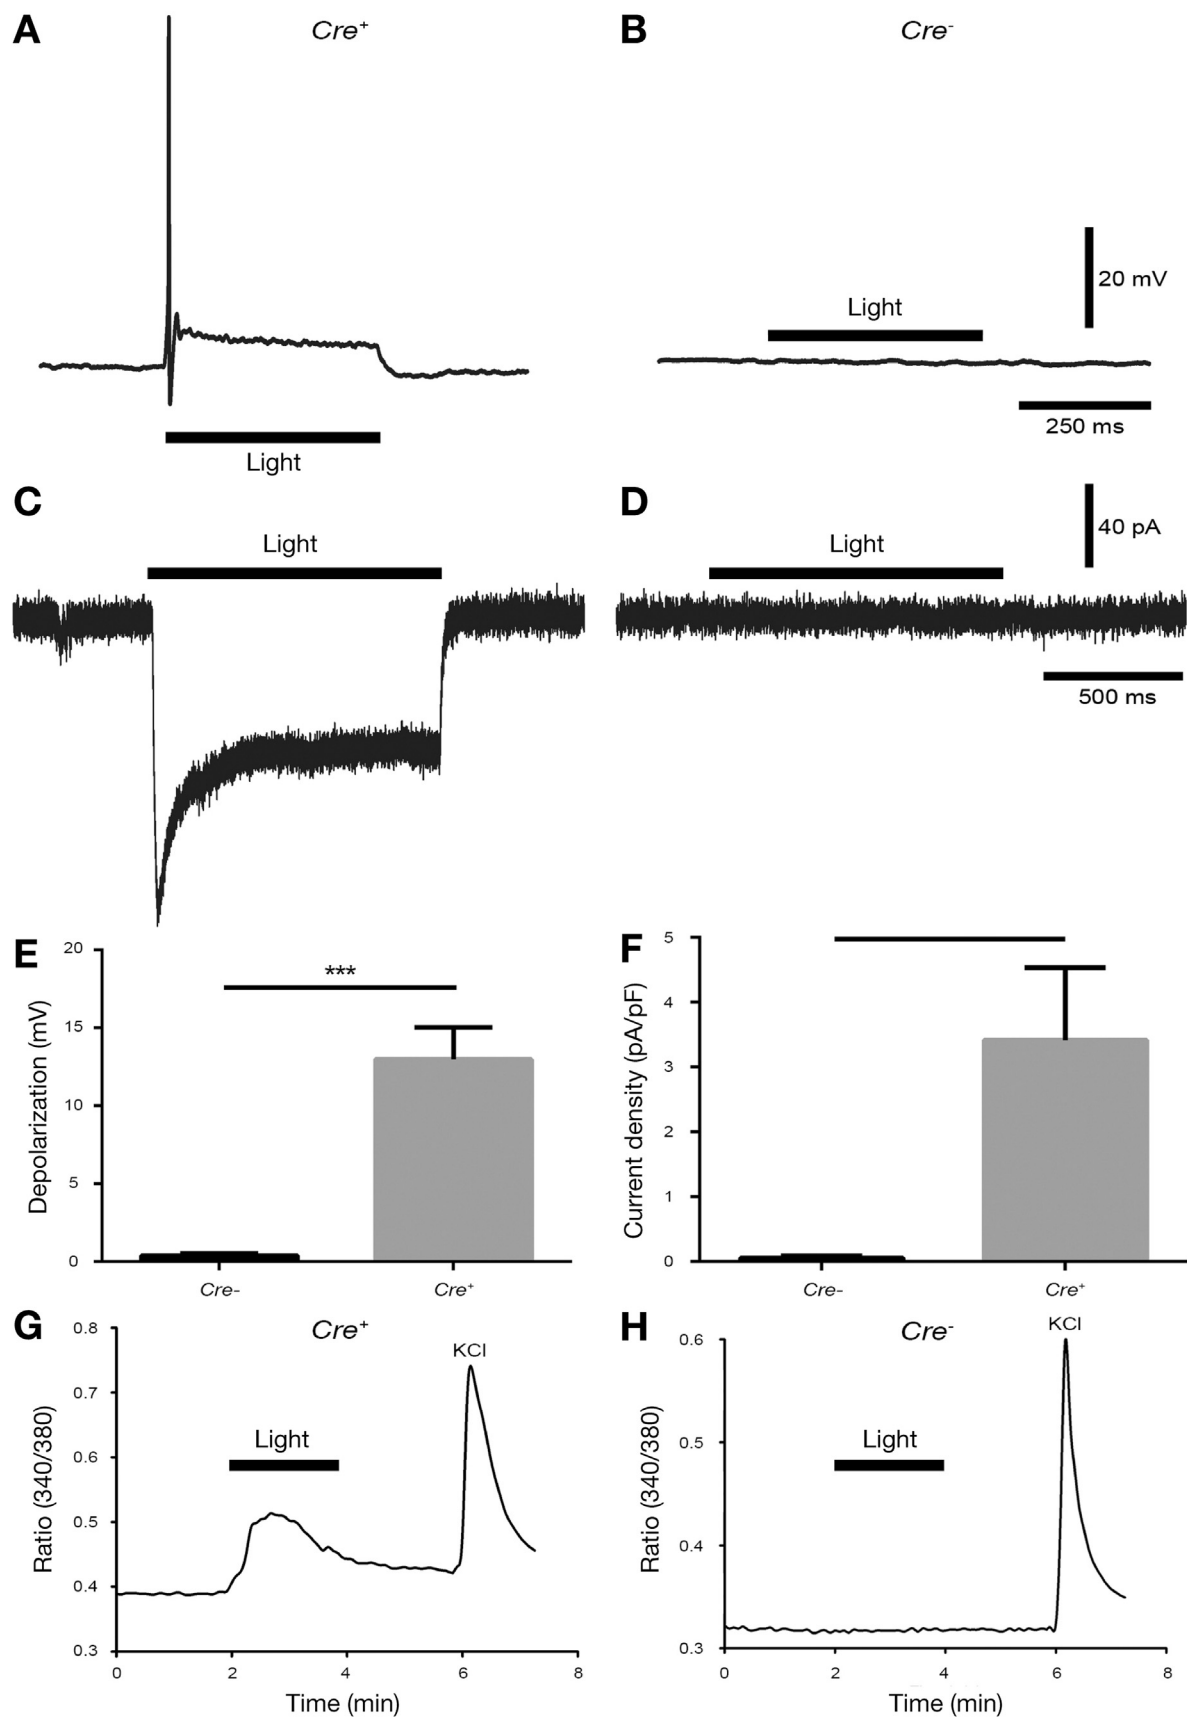 A
Cre⁺
B
Cre⁻
20 mV
Light
250 ms
Light
C
Light
D
Light
40 pA
500 ms
E
Depolarization (mV)
20
15
10
5
0
***
Cre-
Cre⁺
F
Current density (pA/pF)
5
4
3
2
1
0
Cre-
Cre⁺
G
Cre⁺
Ratio (340/380)
0.8
0.7
0.6
0.5
0.4
0.3
Light
KCl
0
2
4
6
8
Time (min)
H
Cre⁻
Ratio (340/380)
0.6
0.5
0.4
0.3
Light
KCl
0
2
4
6
8
Time (min)